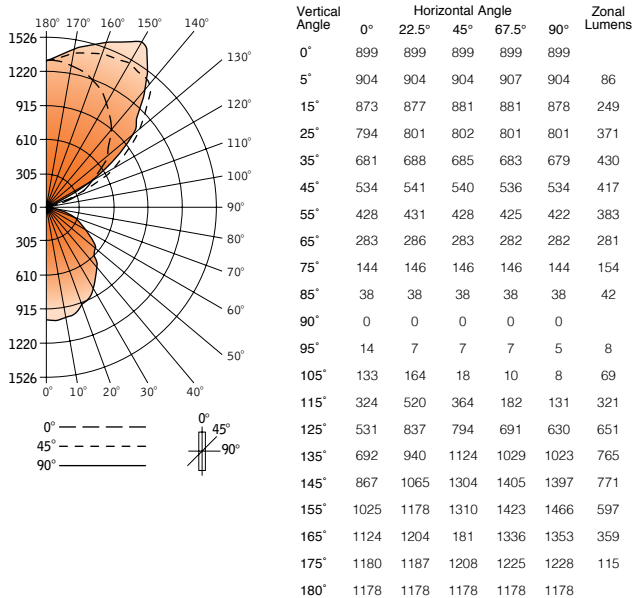 180° 170° 160° 150° 140°
130°
120°
110°
100°
90°
80°
70°
60°
50°
1526
1220
915
610
305
0
305
610
915
1220
1526
0° 10° 20° 30° 40°
0°
45°
90°
0°
45°
90°
Vertical Angle Horizontal Angle Zonal Lumens
0° 22.5° 45° 67.5° 90°
0° 899 899 899 899 899
5° 904 904 904 907 904 86
15° 873 877 881 881 878 249
25° 794 801 802 801 801 371
35° 681 688 685 683 679 430
45° 534 541 540 536 534 417
55° 428 431 428 425 422 383
65° 283 286 283 282 282 281
75° 144 146 146 146 144 154
85° 38 38 38 38 38 42
90° 0 0 0 0 0
95° 14 7 7 7 5 8
105° 133 164 18 10 8 69
115° 324 520 364 182 131 321
125° 531 837 794 691 630 651
135° 692 940 1124 1029 1023 765
145° 867 1065 1304 1405 1397 771
155° 1025 1178 1310 1423 1466 597
165° 1124 1204 181 1336 1353 359
175° 1180 1187 1208 1225 1228 115
180° 1178 1178 1178 1178 1178